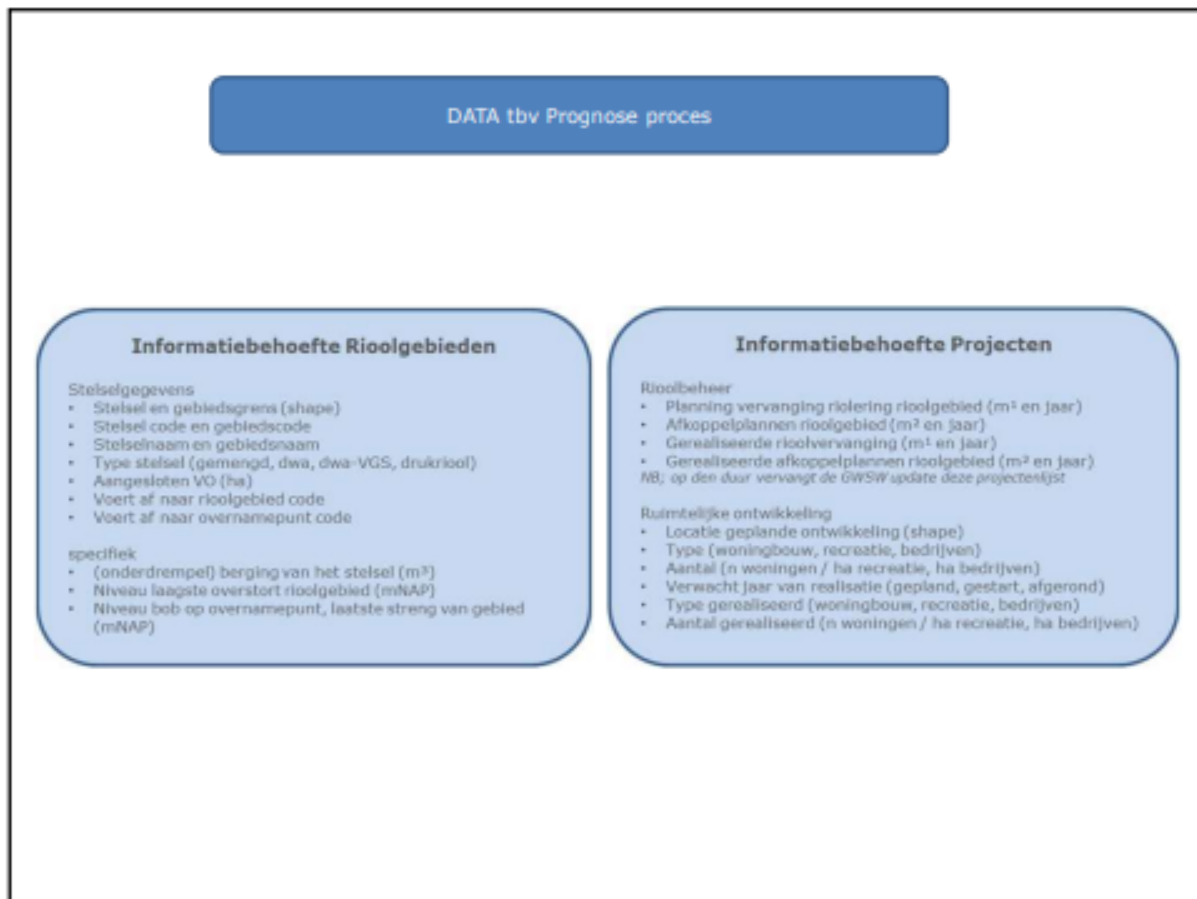 DATA tbv Prognose proces
Informatiebehoefte Rioolgebieden
Stelselgegevens
• Stelsel en gebiedsgrens (shape)
• Stelsel code en gebiedscode
• Stelselnaam en gebiedsnaam
• Type stelsel (gemengd, dwa, dwa-VGS, drukriool)
• Aangesloten VO (ha)
• Voert af naar rioolgebied code
• Voert af naar overnamepunt code
specifiek
• (onderdrempel) berging van het stelsel (m³)
• Niveau laagste overstort rioolgebied (mNAP)
• Niveau bob op overnamepunt, laatste streng van gebied
(mNAP)
Informatiebehoefte Projecten
Rioolbeheer
• Planning vervanging riolering rioolgebied (m¹ en jaar)
• Afkoppelplannen rioolgebied (m² en jaar)
• Gerealiseerde rioolvervanging (m¹ en jaar)
• Gerealiseerde afkoppelplannen rioolgebied (m² en jaar)
NB; op den duur vervangt de GWSW update deze projectenlijst
Ruimtelijke ontwikkeling
• Locatie geplande ontwikkeling (shape)
• Type (woningbouw, recreatie, bedrijven)
• Aantal (n woningen / ha recreatie, ha bedrijven)
• Verwacht jaar van realisatie (gepland, gestart, afgerond)
• Type gerealiseerd (woningbouw, recreatie, bedrijven)
• Aantal gerealiseerd (n woningen / ha recreatie, ha bedrijven)